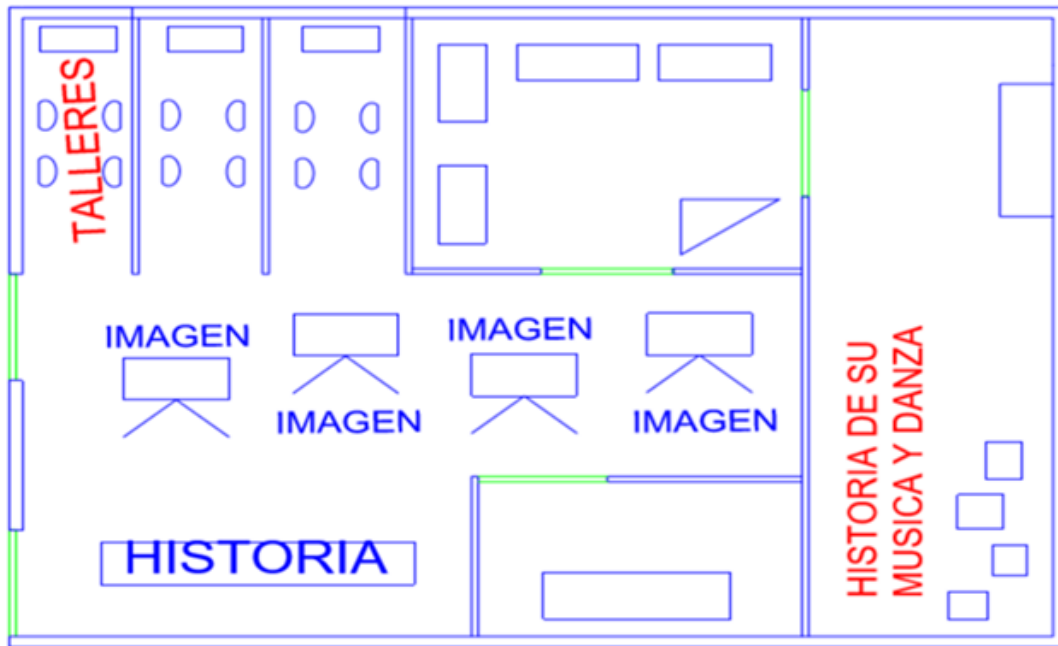 TALLERES
IMAGEN
IMAGEN
IMAGEN
IMAGEN
HISTORIA
HISTORIA DE SU
MUSICA Y DANZA